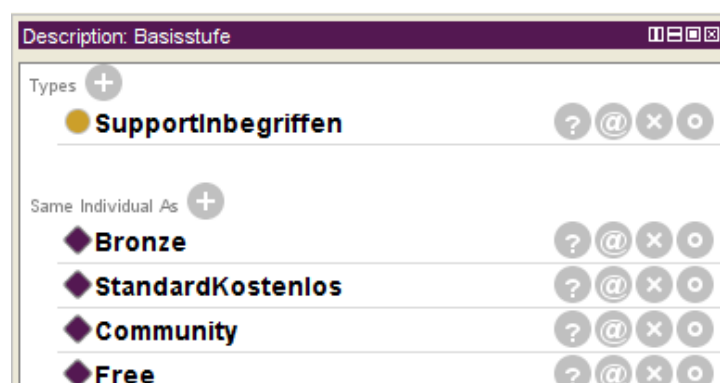 Description: Basisstufe
Types
SupportInbegriffen
? @
Same Individual As
Bronze
? @
StandardKostenlos
? @
Community
? @
Free
? @